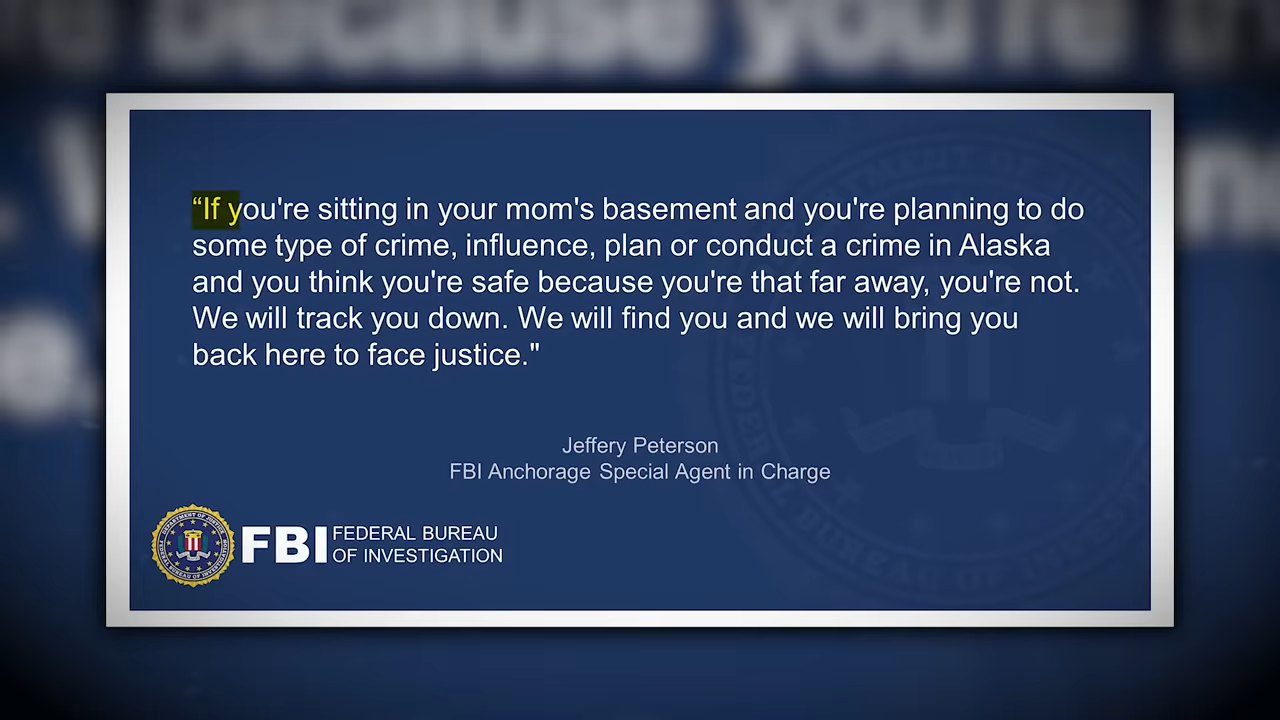 “If you're sitting in your mom's basement and you're planning to do
some type of crime, influence, plan or conduct a crime in Alaska
and you think you're safe because you're that far away, you're not.
We will track you down. We will find you and we will bring you
back here to face justice."
Jeffery Peterson
FBI Anchorage Special Agent in Charge
FBI FEDERAL BUREAU
OF INVESTIGATION